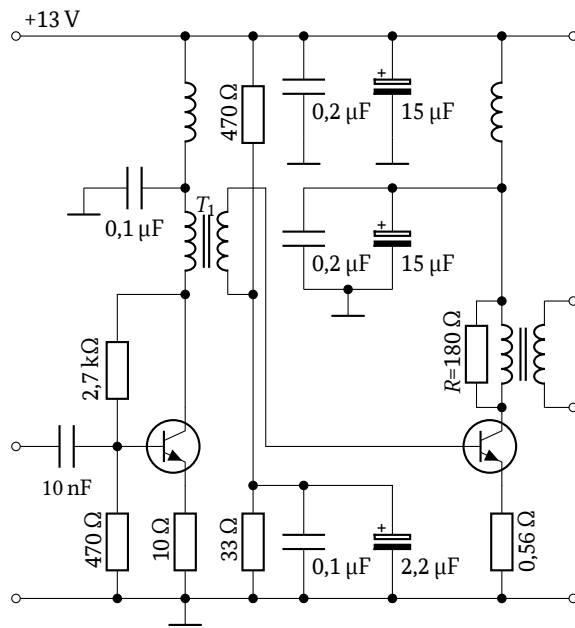 +13 V
470 Ω
0,2 µF
15 µF
0,1 µF
T1
0,2 µF
15 µF
2,7 kΩ
R=180 Ω
10 nF
470 Ω
10 Ω
33 Ω
0,1 µF
2,2 µF
0,56 Ω
+
+
+